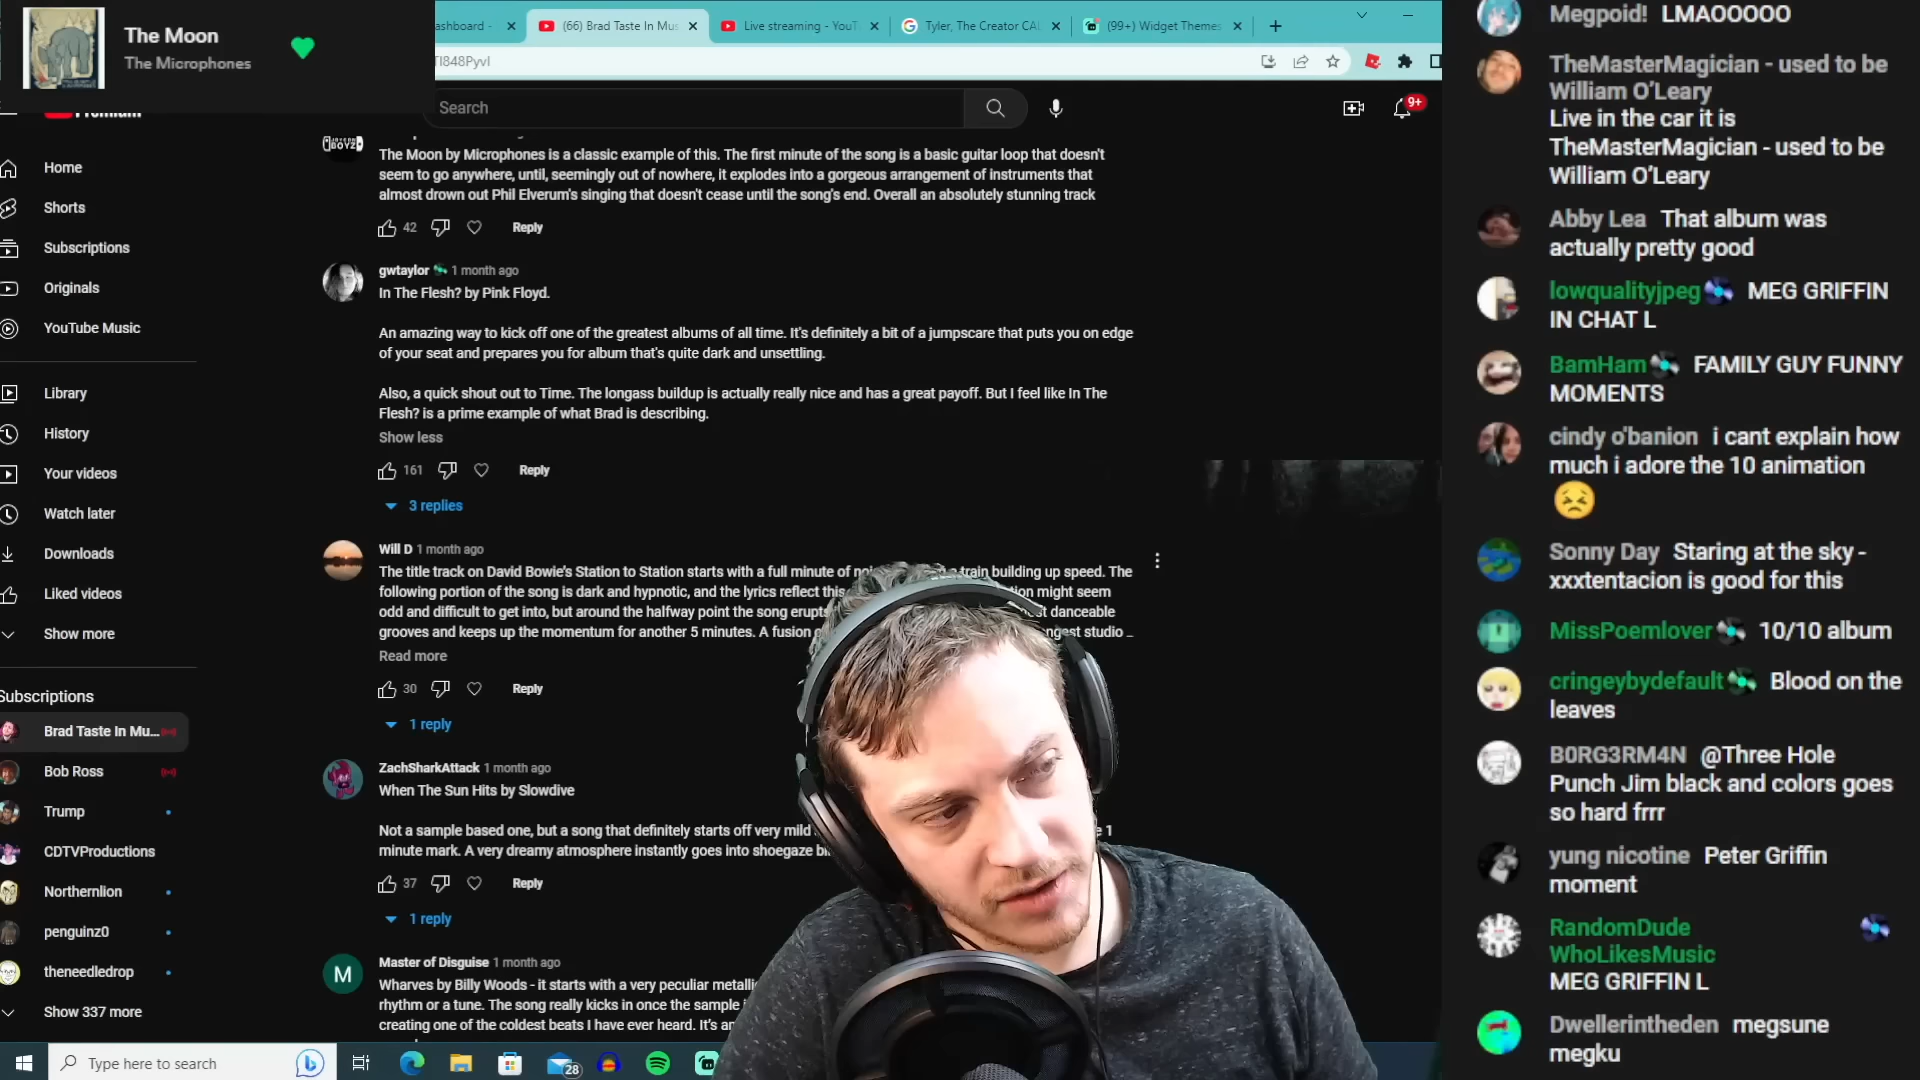 The Moon
The Microphones
ashboard -
(66) Brad Taste In Mus
Live streaming - YouT
Tyler, The Creator CAL
(99+) Widget Themes
TI848PyvI
Premium
Search
9+
Home
Shorts
Subscriptions
Originals
YouTube Music
Library
History
Your videos
Watch later
Downloads
Liked videos
Show more
Subscriptions
Brad Taste In Mu...
Bob Ross
Trump
CDTVProductions
Northernlion
penguinz0
theneedledrop
Show 337 more
BOYZ
The Moon by Microphones is a classic example of this. The first minute of the song is a basic guitar loop that doesn't
seem to go anywhere, until, seemingly out of nowhere, it explodes into a gorgeous arrangement of instruments that
almost drown out Phil Elverum's singing that doesn't cease until the song's end. Overall an absolutely stunning track
42
Reply
gwtaylor 1 month ago
In The Flesh? by Pink Floyd.
An amazing way to kick off one of the greatest albums of all time. It's definitely a bit of a jumpscare that puts you on edge
of your seat and prepares you for album that's quite dark and unsettling.
Also, a quick shout out to Time. The longass buildup is actually really nice and has a great payoff. But I feel like In The
Flesh? is a prime example of what Brad is describing.
Show less
161
Reply
3 replies
Will D 1 month ago
The title track on David Bowie's Station to Station starts with a full minute of train building up speed. The
following portion of the song is dark and hypnotic, and the lyrics reflect this might seem
odd and difficult to get into, but around the halfway point the song erupts danceable
grooves and keeps up the momentum for another 5 minutes. A fusion studio ...
Read more
30
Reply
1 reply
ZachSharkAttack 1 month ago
When The Sun Hits by Slowdive
Not a sample based one, but a song that definitely starts off very mild 1
minute mark. A very dreamy atmosphere instantly goes into shoegaze
37
Reply
1 reply
M
Master of Disguise 1 month ago
Wharves by Billy Woods - it starts with a very peculiar
rhythm or a tune. The song really kicks in once the sample
creating one of the coldest beats I have ever heard. It's
Type here to search
28
Megpoid! LMAOOOOO
TheMasterMagician - used to be
William O'Leary
Live in the car it is
TheMasterMagician - used to be
William O'Leary
Abby Lea That album was
actually pretty good
lowqualityjpeg MEG GRIFFIN
IN CHAT L
BamHam FAMILY GUY FUNNY
MOMENTS
cindy o'banion i cant explain how
much i adore the 10 animation
Sonny Day Staring at the sky -
xxxtentacion is good for this
MissPoemlover 10/10 album
cringeybydefault Blood on the
leaves
B0RG3RM4N @Three Hole
Punch Jim black and colors goes
so hard frrr
yung nicotine Peter Griffin
moment
RandomDude
WhoLikesMusic
MEG GRIFFIN L
Dwellerintheden megsune
megku